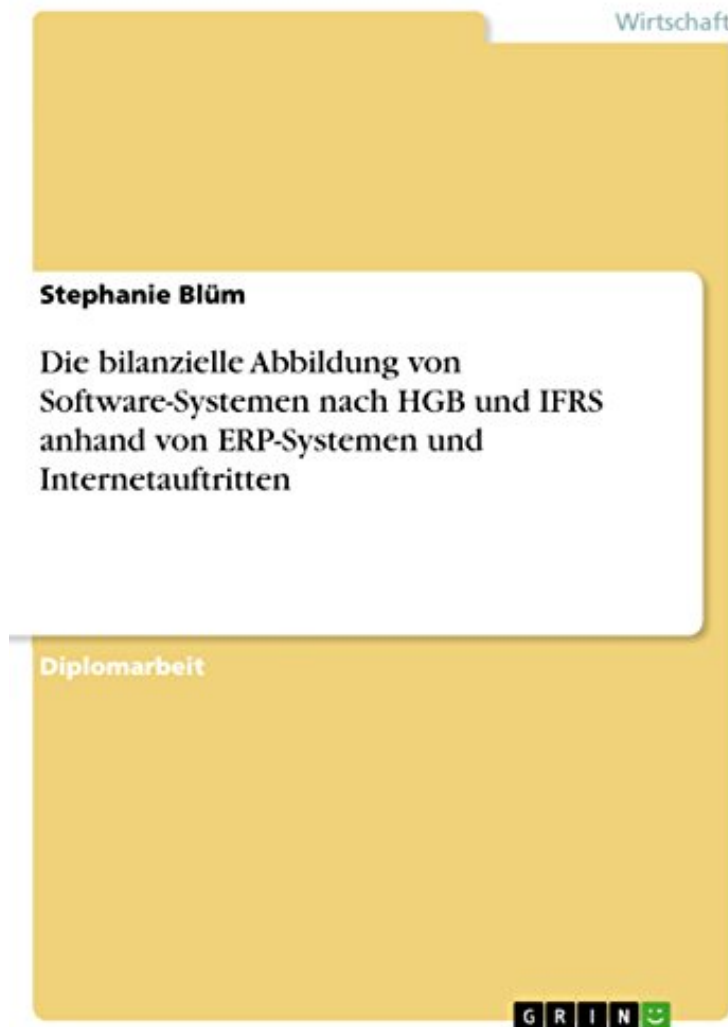 Wirtschaft
Stephanie Blüm
Die bilanzielle Abbildung von
Software-Systemen nach HGB und IFRS
anhand von ERP-Systemen und
Internetauftritten
Diplomarbeit
GRIN